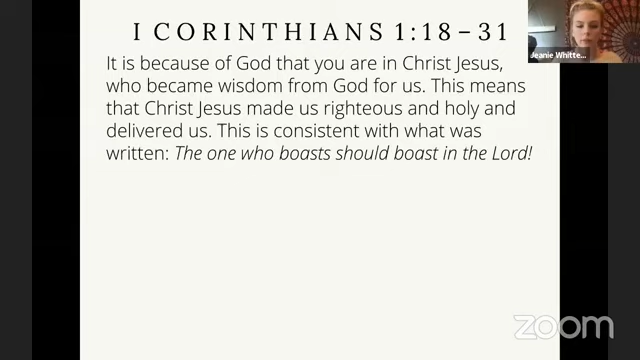 I CORINTHIANS 1:18–31
It is because of God that you are in Christ Jesus,
who became wisdom from God for us. This means
that Christ Jesus made us righteous and holy and
delivered us. This is consistent with what was
written: The one who boasts should boast in the Lord!
Jeanie Whitte...
zoom